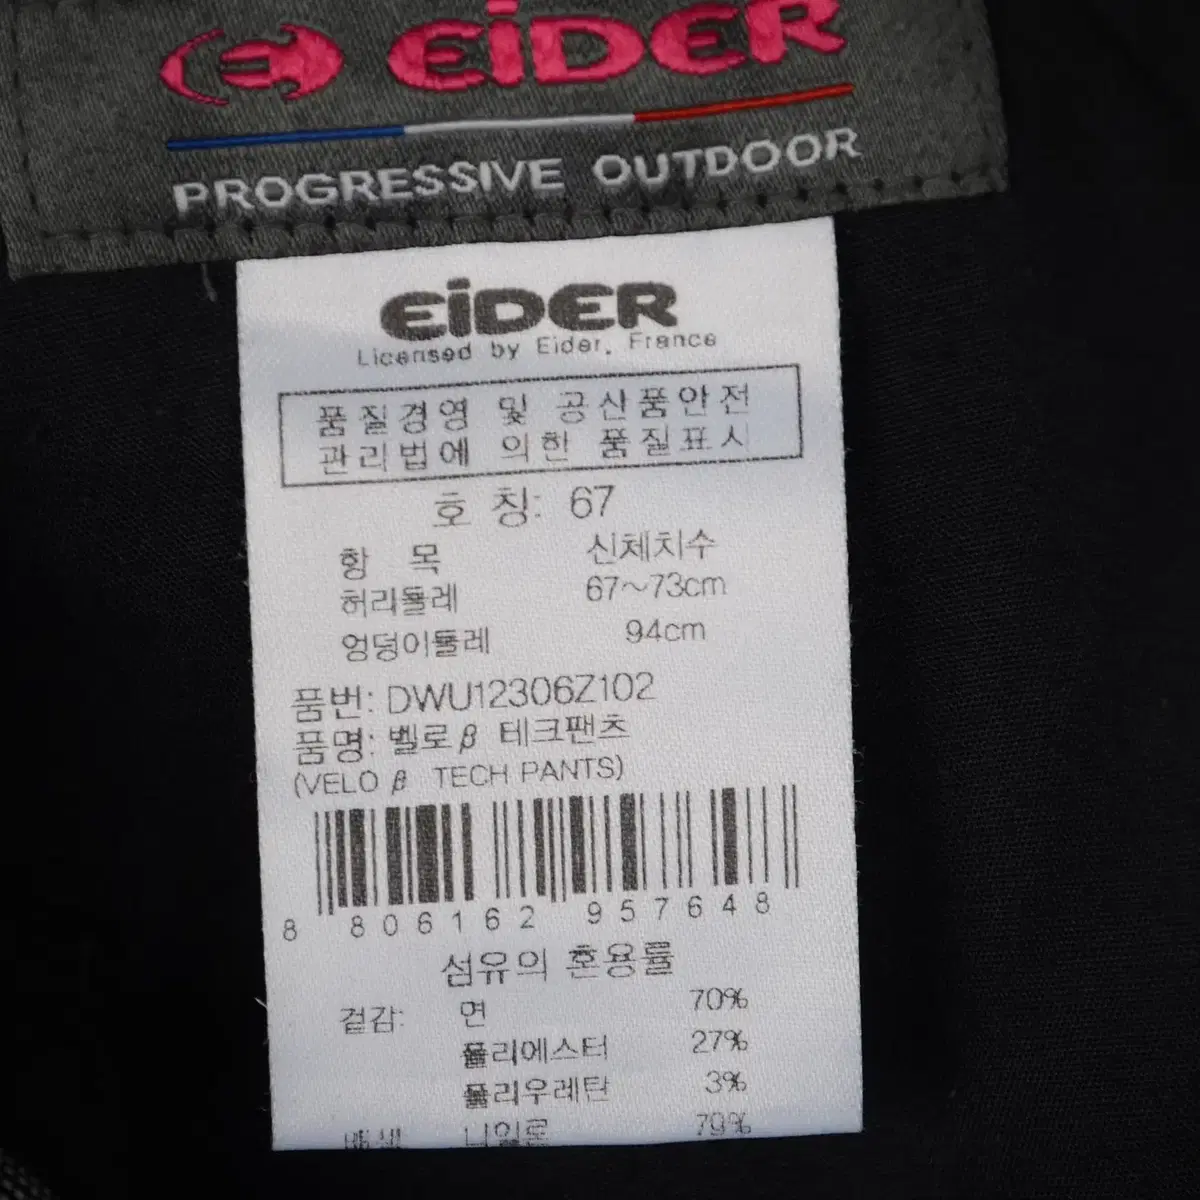 EiDER
PROGRESSIVE OUTDOOR
EiDER
Licensed by Eider, France
품질경영 및 공산품안전
관리법에 의한 품질표시
호칭: 67
항목 신체치수
허리둘레 67~73cm
엉덩이둘레 94cm
품번: DWU12306Z102
품명: 벨로β 테크팬츠
(VELO β TECH PANTS)
8 806162 957648
섬유의 혼용률
겉감: 면 70%
폴리에스터 27%
폴리우레탄 3%
배색 나일론 79%